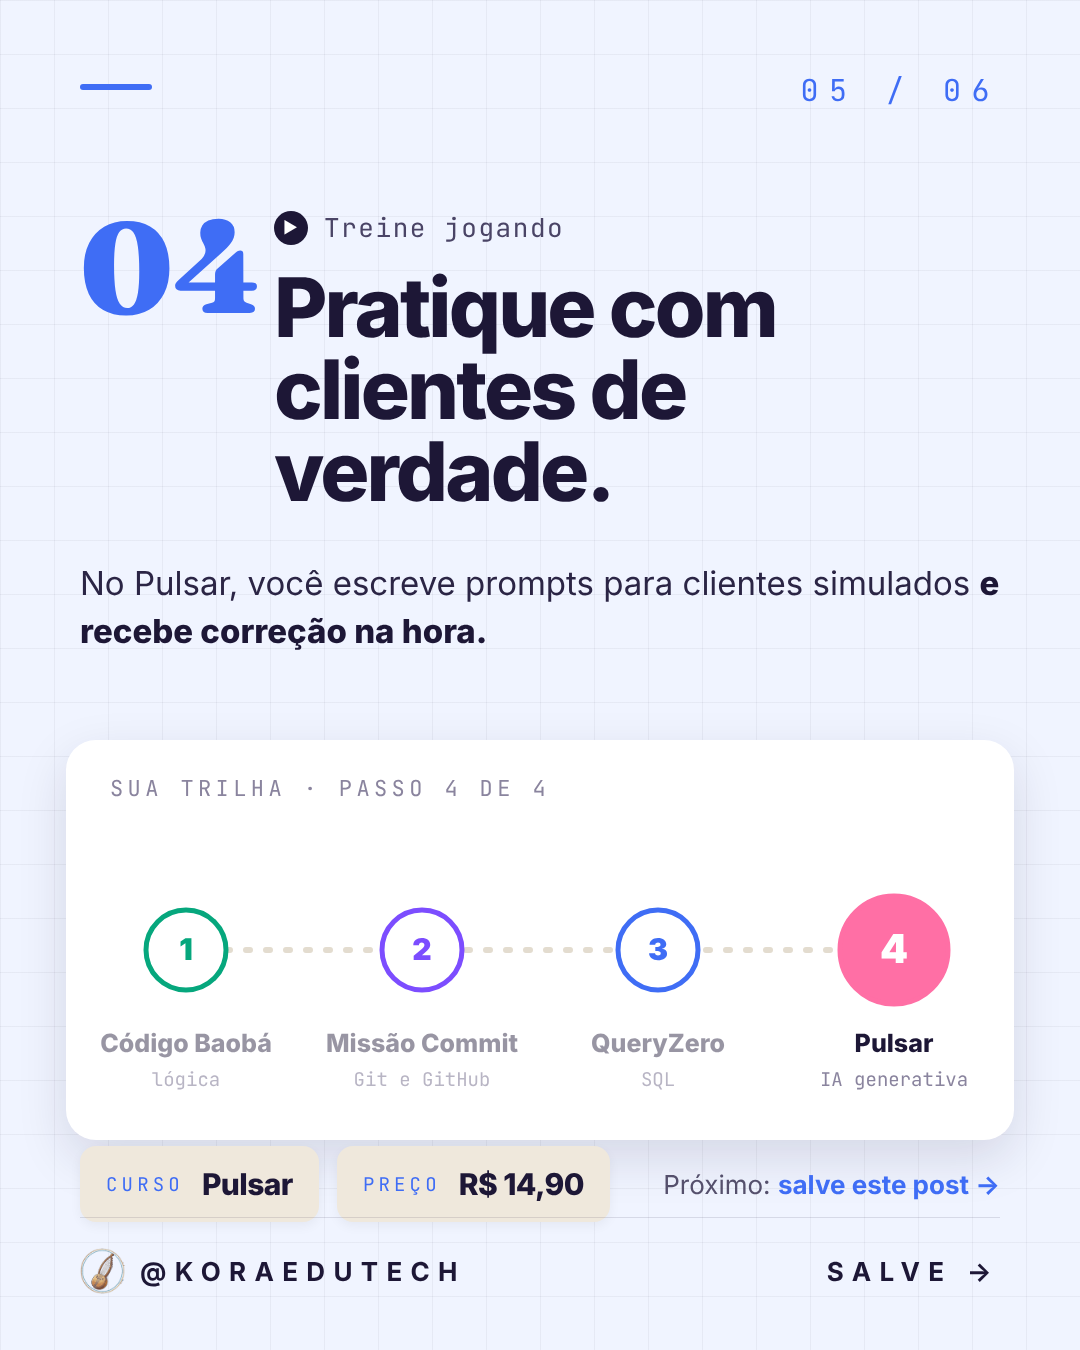 05 / 06
04
Treine jogando
Pratique com
clientes de
verdade.
No Pulsar, você escreve prompts para clientes simulados e
recebe correção na hora.
SUA TRILHA · PASSO 4 DE 4
1 2 3 4
Código Baobá Missão Commit QueryZero Pulsar
lógica Git e GitHub SQL IA generativa
CURSO Pulsar PREÇO R$ 14,90 Próximo: salve este post →
@KORAEDUTECH SALVE →